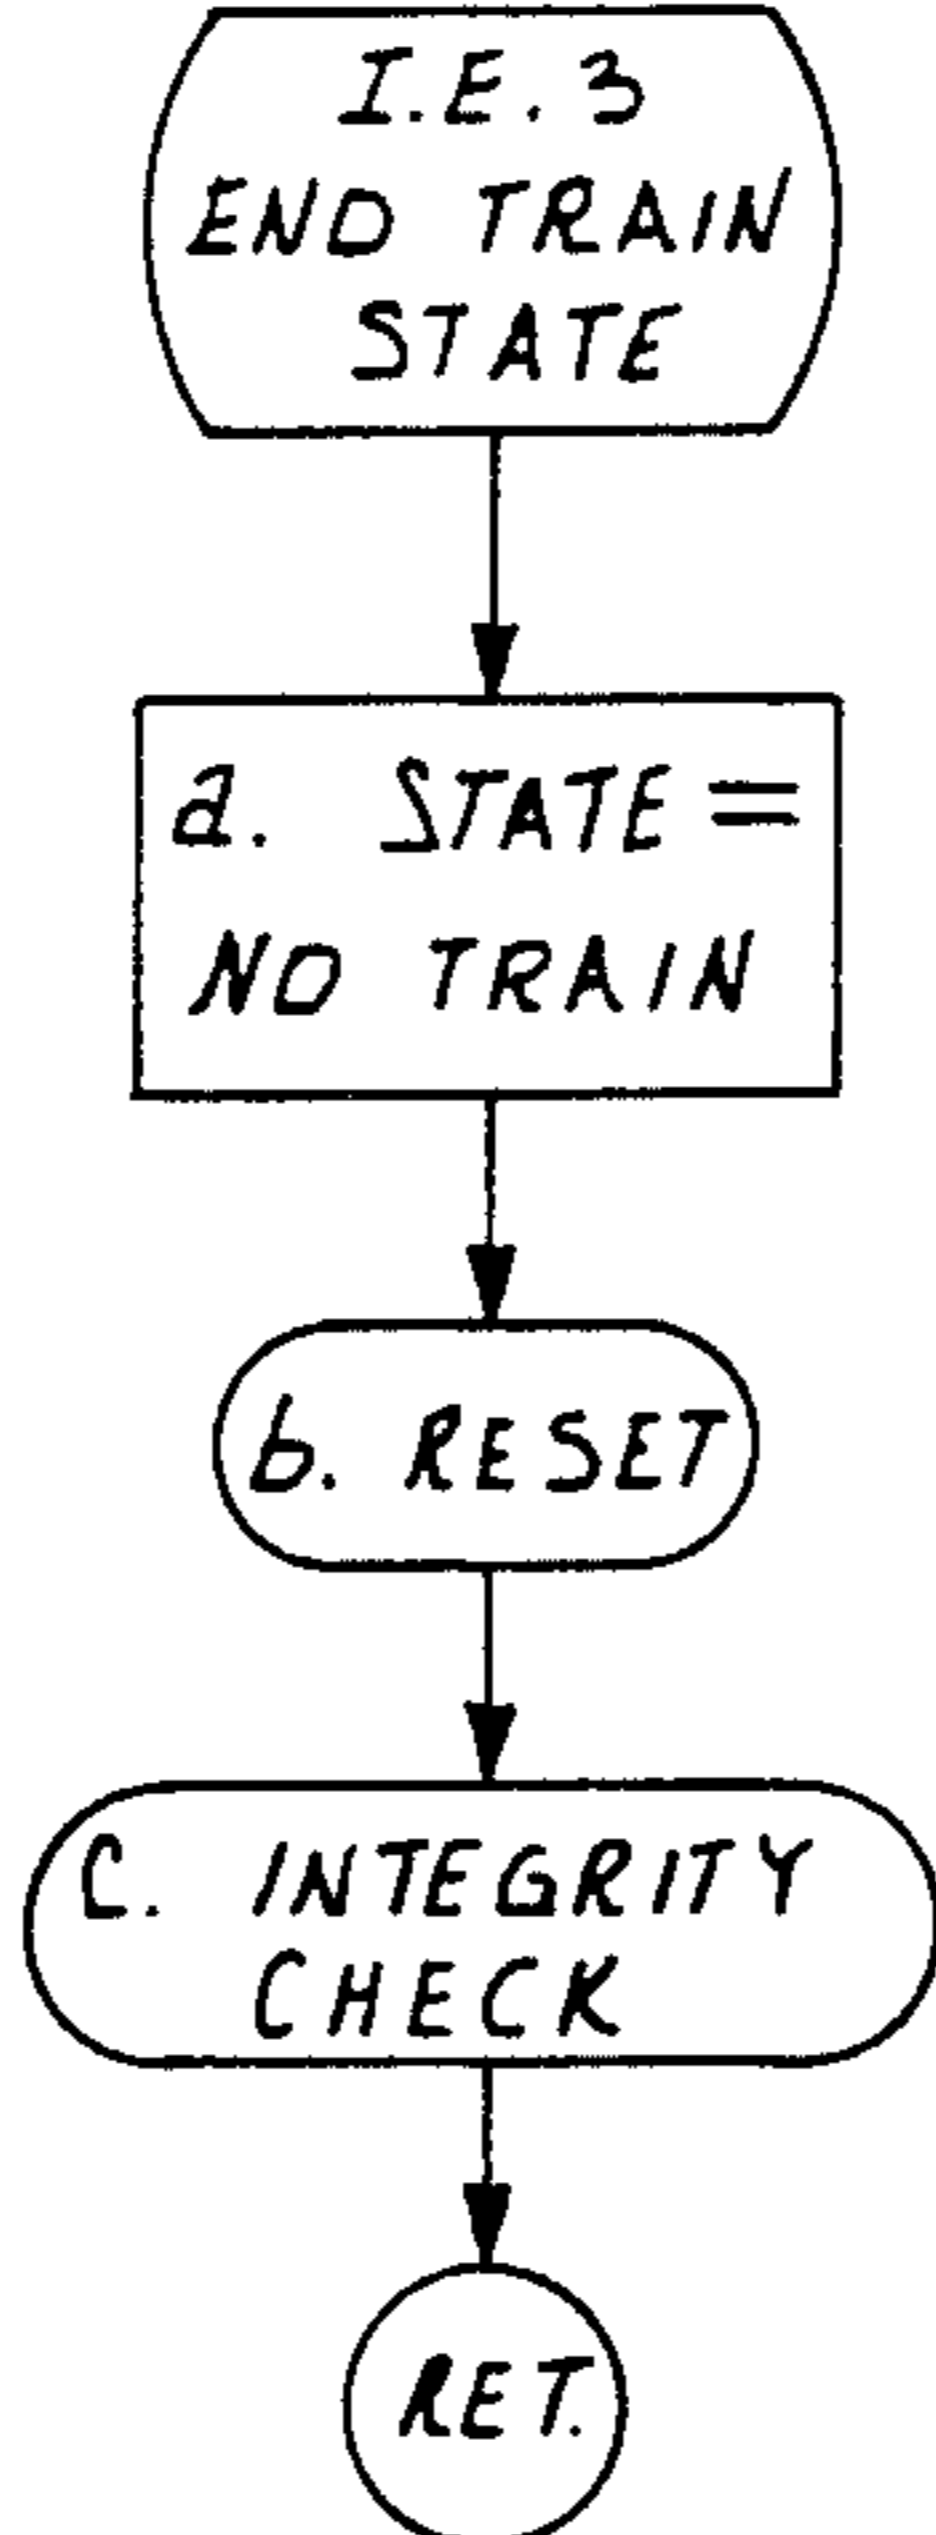 I.E. 3
END TRAIN
STATE
a. STATE =
NO TRAIN
b. RESET
C. INTEGRITY
CHECK
RET.